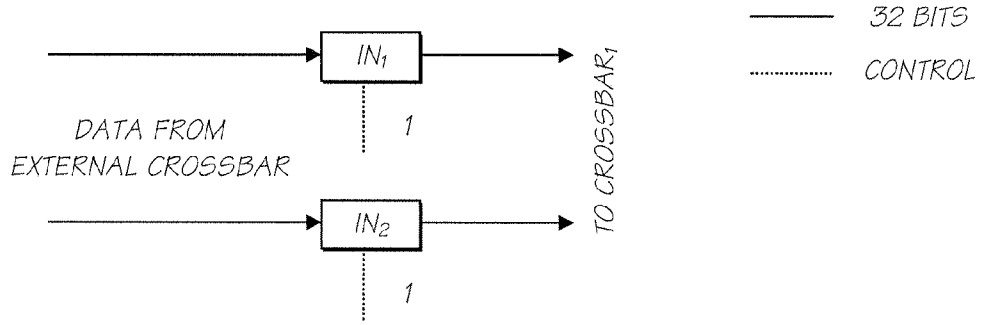 32 BITS
IN₁
CONTROL
1
DATA FROM
EXTERNAL CROSSBAR
TO CROSSBAR₁
IN₂
1